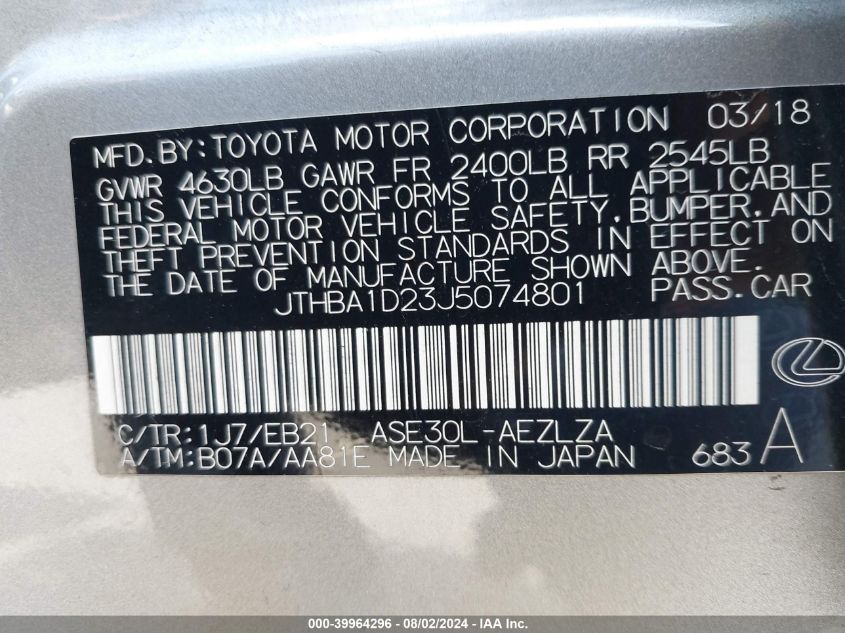 MFD.BY:TOYOTA MOTOR CORPORATION 03/18
GVWR 4630LB GAWR FR 2400LB RR 2545LB
THIS VEHICLE CONFORMS TO ALL APPLICABLE
FEDERAL MOTOR VEHICLE SAFETY,BUMPER,AND
THEFT PREVENTION STANDARDS IN EFFECT ON
THE DATE OF MANUFACTURE SHOWN ABOVE.
JTHBA1D23J5074801 PASS.CAR
C/TR:1J7/EB21 ASE30L-AEZLZA
A/TM:B07A/AA81E MADE IN JAPAN 683 A
000-39964296 - 08/02/2024 - IAA Inc.